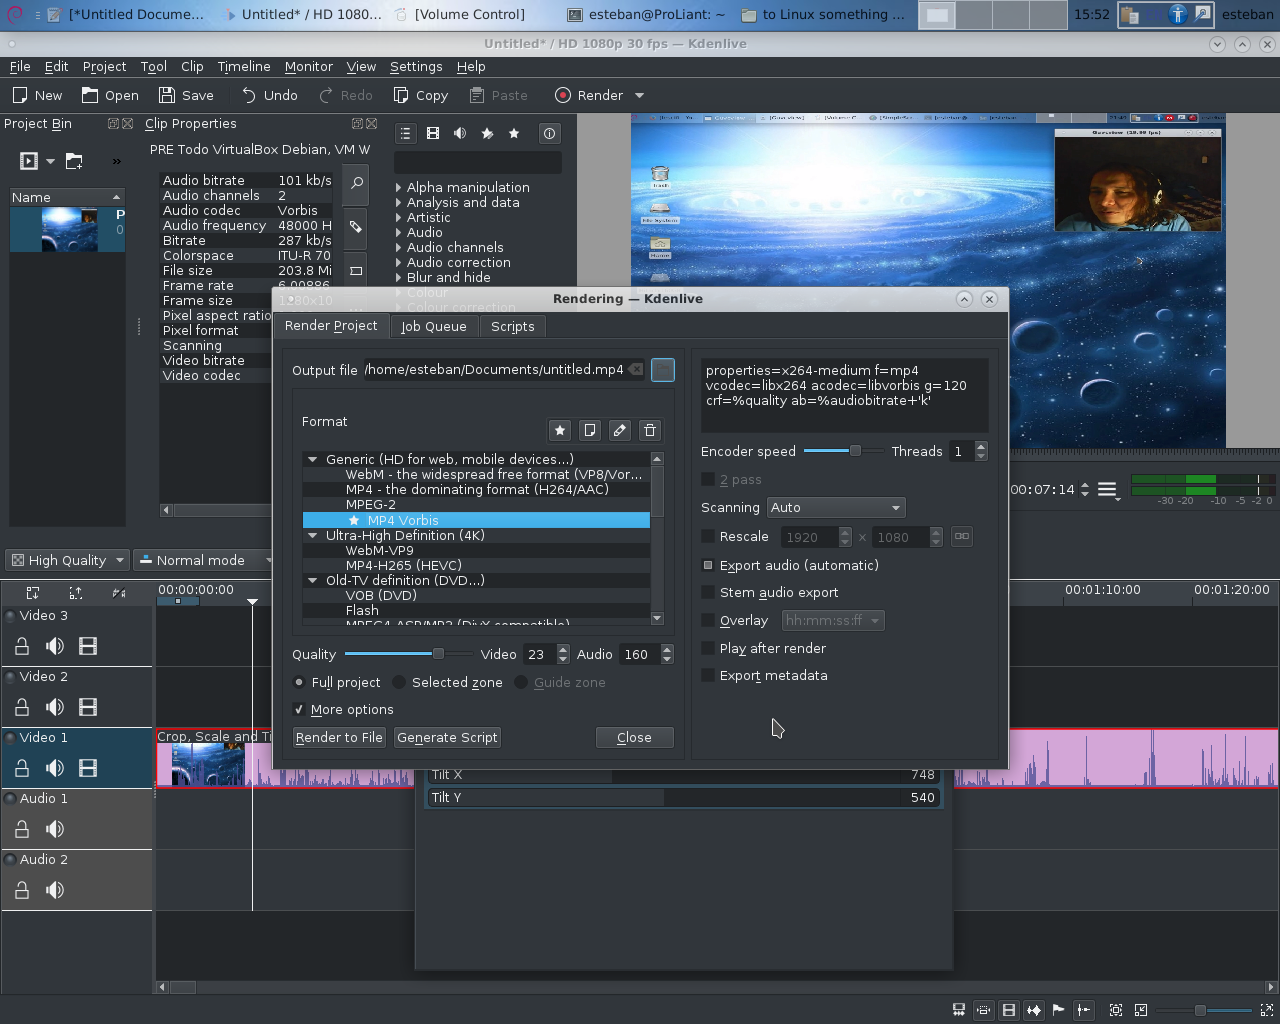 [*Untitled Docume...
Untitled* / HD 1080...
[Volume Control]
esteban@ProLiant: ~
to Linux something ...
15:52
esteban
Untitled* / HD 1080p 30 fps — Kdenlive
File Edit Project Tool Clip Timeline Monitor View Settings Help
New Open Save Undo Redo Copy Paste Render
Project Bin
Clip Properties
PRE Todo VirtualBox Debian, VM W
Name
P
0
Audio bitrate 101 kb/s
Audio channels 2
Audio codec Vorbis
Audio frequency 48000 H
Bitrate 287 kb/s
Colorspace ITU-R 70
File size 203.8 Mi
Frame rate 6.00886
Frame size 1280x10
Pixel aspect ratio
Pixel format
Scanning
Video bitrate
Video codec
Alpha manipulation
Analysis and data
Artistic
Audio
Audio channels
Audio correction
Blur and hide
Colour
Colour correction
Rendering — Kdenlive
Render Project Job Queue Scripts
Output file /home/esteban/Documents/untitled.mp4
Format
Generic (HD for web, mobile devices...)
WebM - the widespread free format (VP8/Vor...
MP4 - the dominating format (H264/AAC)
MPEG-2
MP4 Vorbis
Ultra-High Definition (4K)
WebM-VP9
MP4-H265 (HEVC)
Old-TV definition (DVD...)
VOB (DVD)
Flash
MPEG4-ASP/MP3 (DivX compatible)
Quality Video 23 Audio 160
Full project Selected zone Guide zone
More options
Render to File Generate Script Close
properties=x264-medium f=mp4
vcodec=libx264 acodec=libvorbis g=120
crf=%quality ab=%audiobitrate+'k'
Encoder speed Threads 1
2 pass
Scanning Auto
Rescale 1920 × 1080
Export audio (automatic)
Stem audio export
Overlay hh:mm:ss:ff
Play after render
Export metadata
00:07:14
-30 -20 -10 -5 -2 0
High Quality Normal mode
00:00:00:00
00:01:10:00
00:01:20:00
Video 3
Video 2
Video 1
Crop, Scale and Ti
Audio 1
Audio 2
Tilt X 748
Tilt Y 540